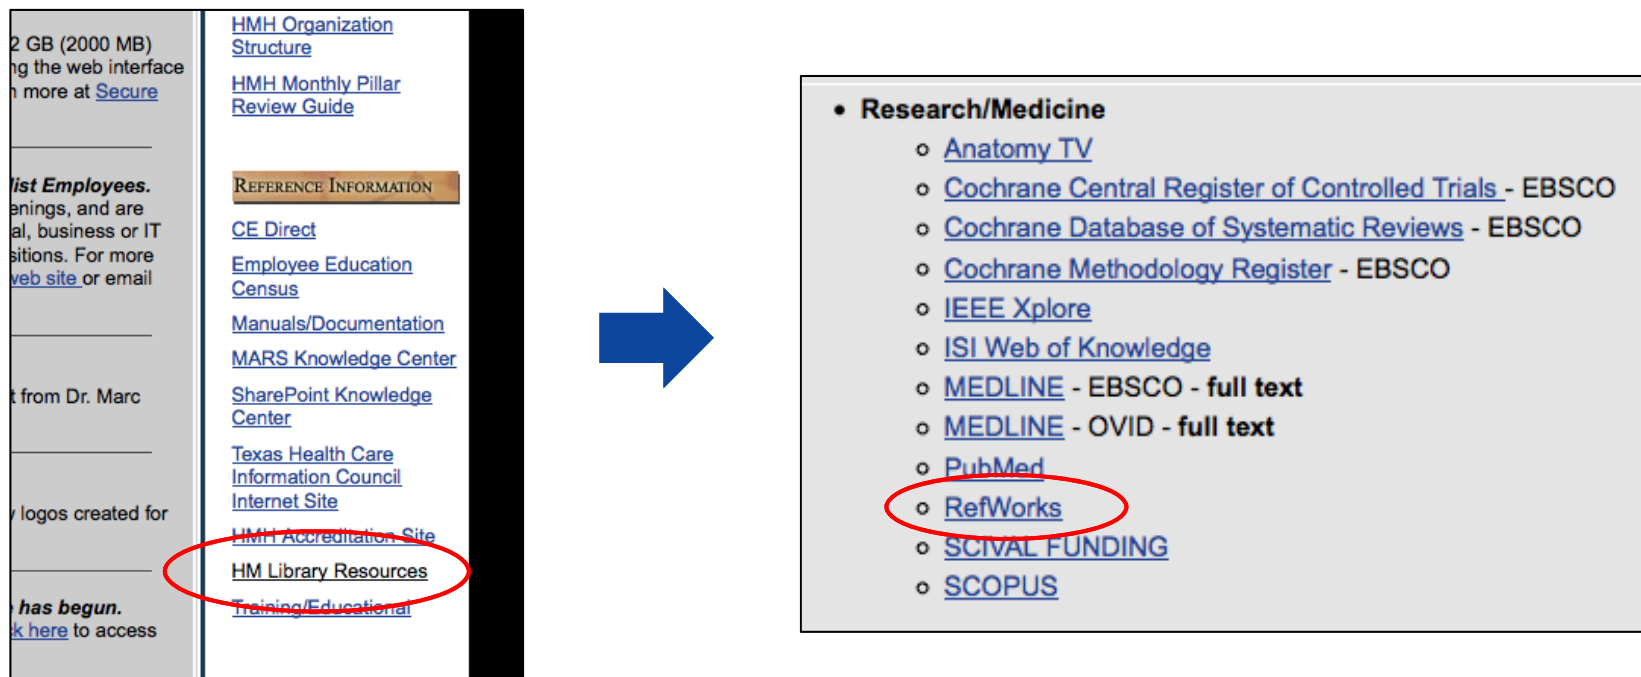 2 GB (2000 MB)
ng the web interface
more at Secure
list Employees.
enings, and are
al, business or IT
sitions. For more
web site or email
t from Dr. Marc
logos created for
has begun.
ck here to access
HMH Organization
Structure
HMH Monthly Pillar
Review Guide
REFERENCE INFORMATION
CE Direct
Employee Education
Census
Manuals/Documentation
MARS Knowledge Center
SharePoint Knowledge
Center
Texas Health Care
Information Council
Internet Site
HMH Accreditation Site
HM Library Resources
Training/Educational
• Research/Medicine
Anatomy TV
Cochrane Central Register of Controlled Trials - EBSCO
Cochrane Database of Systematic Reviews - EBSCO
Cochrane Methodology Register - EBSCO
IEEE Xplore
ISI Web of Knowledge
MEDLINE - EBSCO - full text
MEDLINE - OVID - full text
PubMed
RefWorks
SCIVAL FUNDING
SCOPUS